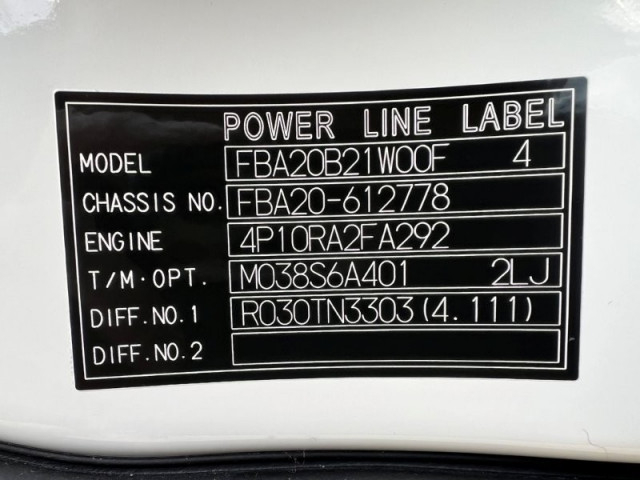 POWER LINE LABEL
MODEL FBA20B21W00F 4
CHASSIS NO. FBA20-612778
ENGINE 4P10RA2FA292
T/M·OPT. M038S6A401 2LJ
DIFF.NO.1 R030TN3303(4.111)
DIFF.NO.2